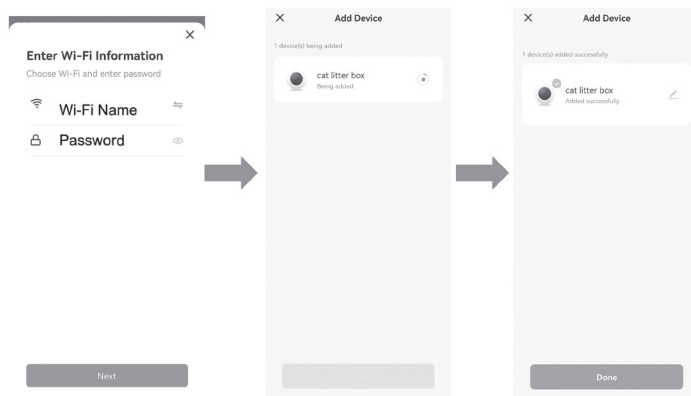 Enter Wi-Fi Information
Choose Wi-Fi and enter password
Wi-Fi Name
Password
Next
Add Device
1 device(s) being added
cat litter box
Being added
Add Device
1 device(s) added successfully
cat litter box
Added successfully
Done